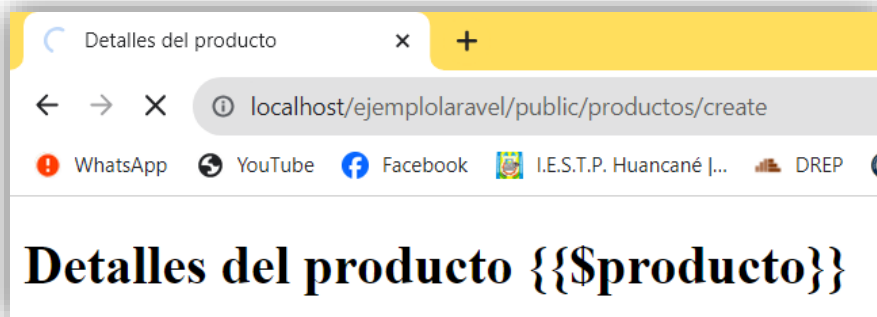 Detalles del producto
localhost/ejemplolaravel/public/productos/create
WhatsApp YouTube Facebook I.E.S.T.P. Huancané |... DREP
Detalles del producto {{$producto}}